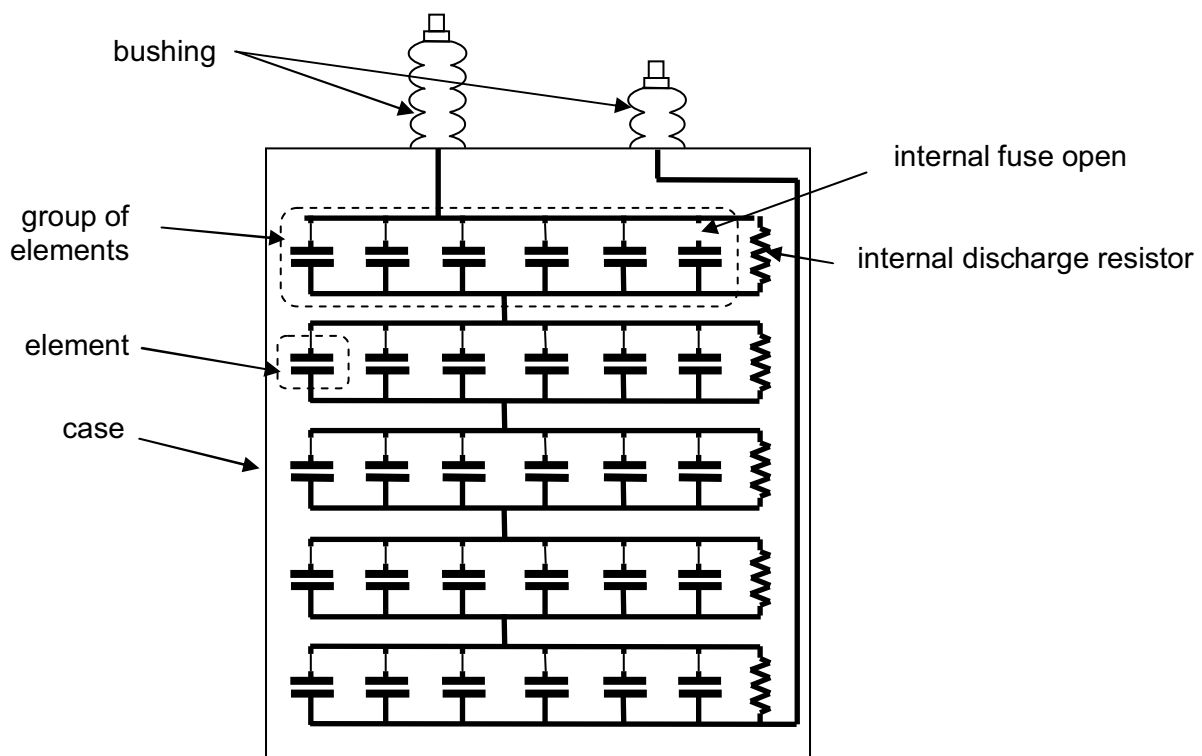 bushing
internal fuse open
group of
elements
internal discharge resistor
element
case